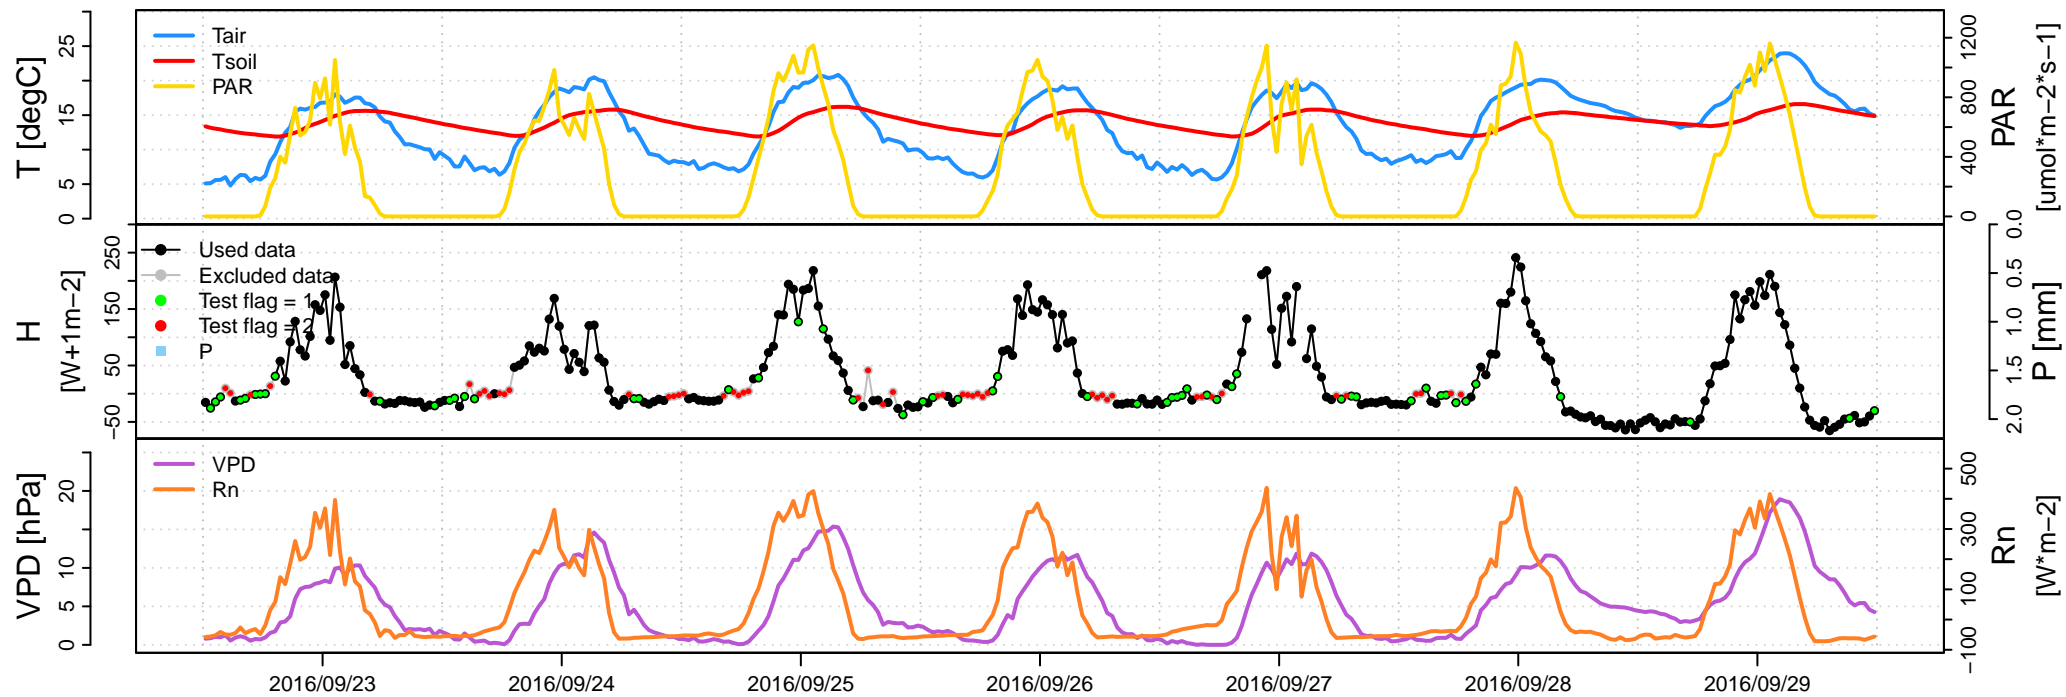 T [degC]
0
5
15
25
Tair
Tsoil
PAR
0
400
800
1200
PAR
[umol*m−2*s−1]
H
[W+1m−2]
−50
50
150
250
Used data
Excluded data
Test flag = 1
Test flag = 2
P
0.0
0.5
1.0
1.5
2.0
P [mm]
VPD [hPa]
0
5
10
20
VPD
Rn
−100
100
300
500
Rn
[W*m−2]
2016/09/23
2016/09/24
2016/09/25
2016/09/26
2016/09/27
2016/09/28
2016/09/29